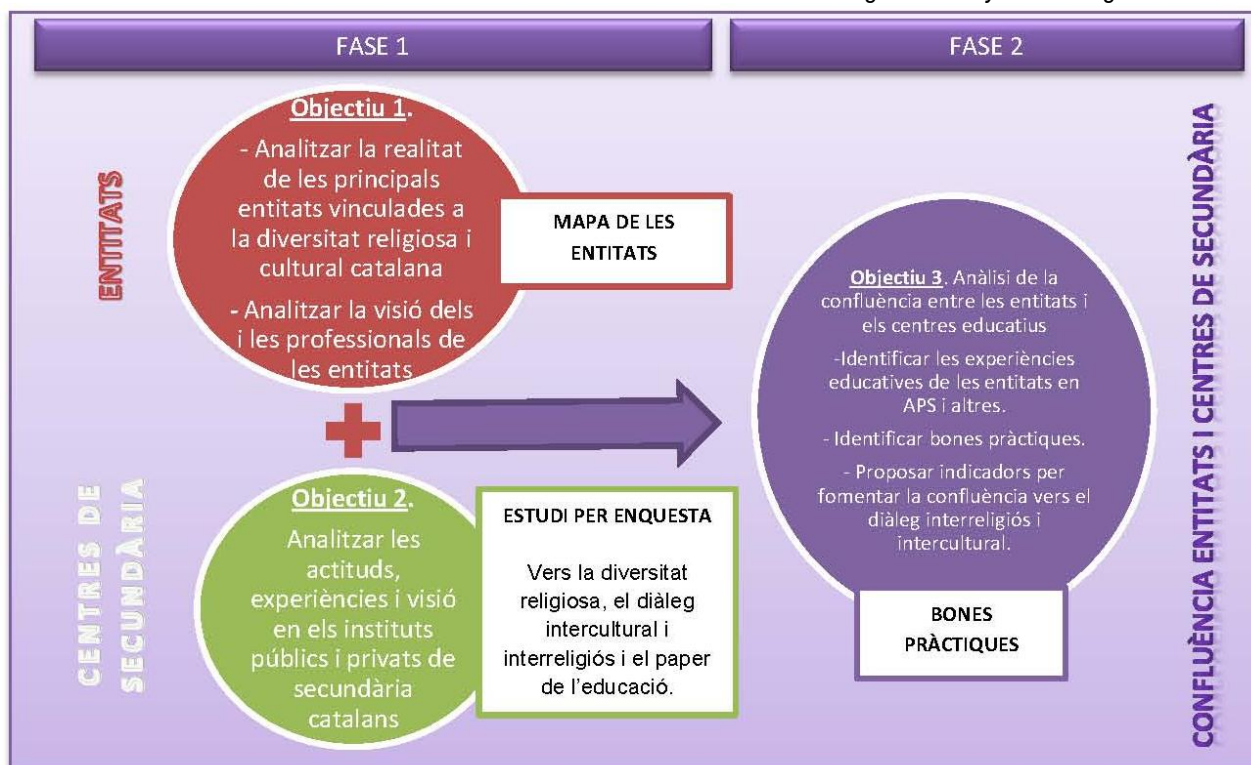 FASE 1
FASE 2
ENTITATS
Objectiu 1.
- Analitzar la realitat
de les principals
entitats vinculades a
la diversitat religiosa i
cultural catalana
- Analitzar la visió dels
i les professionals de
les entitats
MAPA DE LES
ENTITATS
CENTRES DE
SECUNDÀRIA
Objectiu 2.
Analitzar les
actituds,
experiències i visió
en els instituts
públics i privats de
secundària
catalans
ESTUDI PER ENQUESTA
Vers la diversitat
religiosa, el diàleg
intercultural i
interreligiós i el paper
de l’educació.
Objectiu 3. Anàlisi de la
confluència entre les entitats i
els centres educatius
-Identificar les experiències
educatives de les entitats en
APS i altres.
- Identificar bones pràctiques.
- Proposar indicadors per
fomentar la confluència vers el
diàleg interreligiós i
intercultural.
BONES
PRÀCTIQUES
CONFLUÈNCIA ENTITATS I CENTRES DE SECUNDÀRIA